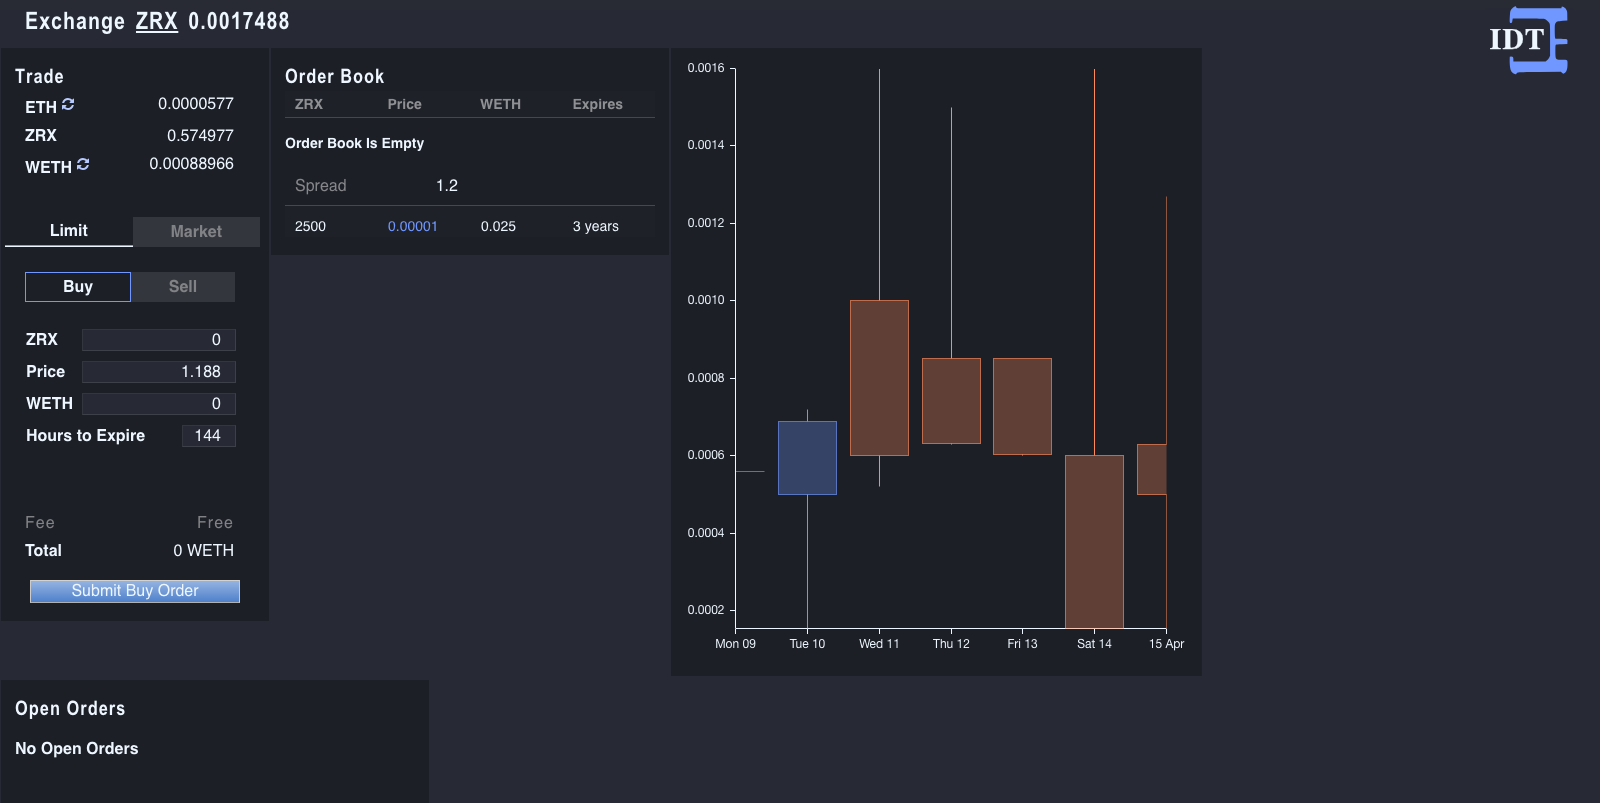 Exchange ZRX 0.0017488
IDTE
Trade
ETH 0.0000577
ZRX 0.574977
WETH 0.00088966
Limit Market
Buy Sell
ZRX 0
Price 1.188
WETH 0
Hours to Expire 144
Fee Free
Total 0 WETH
Submit Buy Order
Order Book
ZRX Price WETH Expires
Order Book Is Empty
Spread 1.2
2500 0.00001 0.025 3 years
0.0016
0.0014
0.0012
0.0010
0.0008
0.0006
0.0004
0.0002
Mon 09 Tue 10 Wed 11 Thu 12 Fri 13 Sat 14 15 Apr
Open Orders
No Open Orders